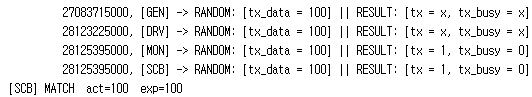 27083715000, [GEN] -> RANDOM: [tx_data = 100] || RESULT: [tx = x, tx_busy = x]
28123225000, [DRV] -> RANDOM: [tx_data = 100] || RESULT: [tx = x, tx_busy = x]
28125395000, [MON] -> RANDOM: [tx_data = 100] || RESULT: [tx = 1, tx_busy = 0]
28125395000, [SCB] -> RANDOM: [tx_data = 100] || RESULT: [tx = 1, tx_busy = 0]
[SCB] MATCH act=100 exp=100